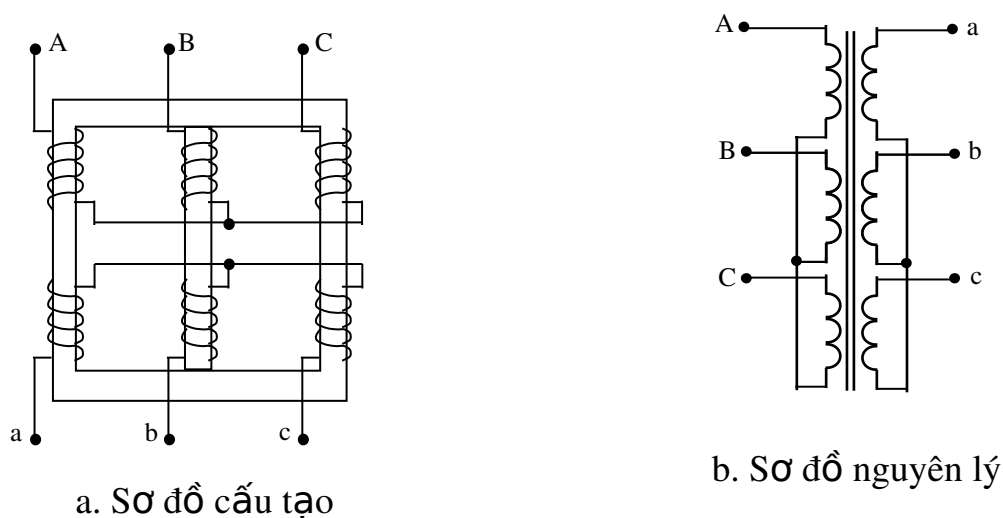 A B C
a b c
a. Sơ đồ cấu tạo
A a
B b
C c
b. Sơ đồ nguyên lý